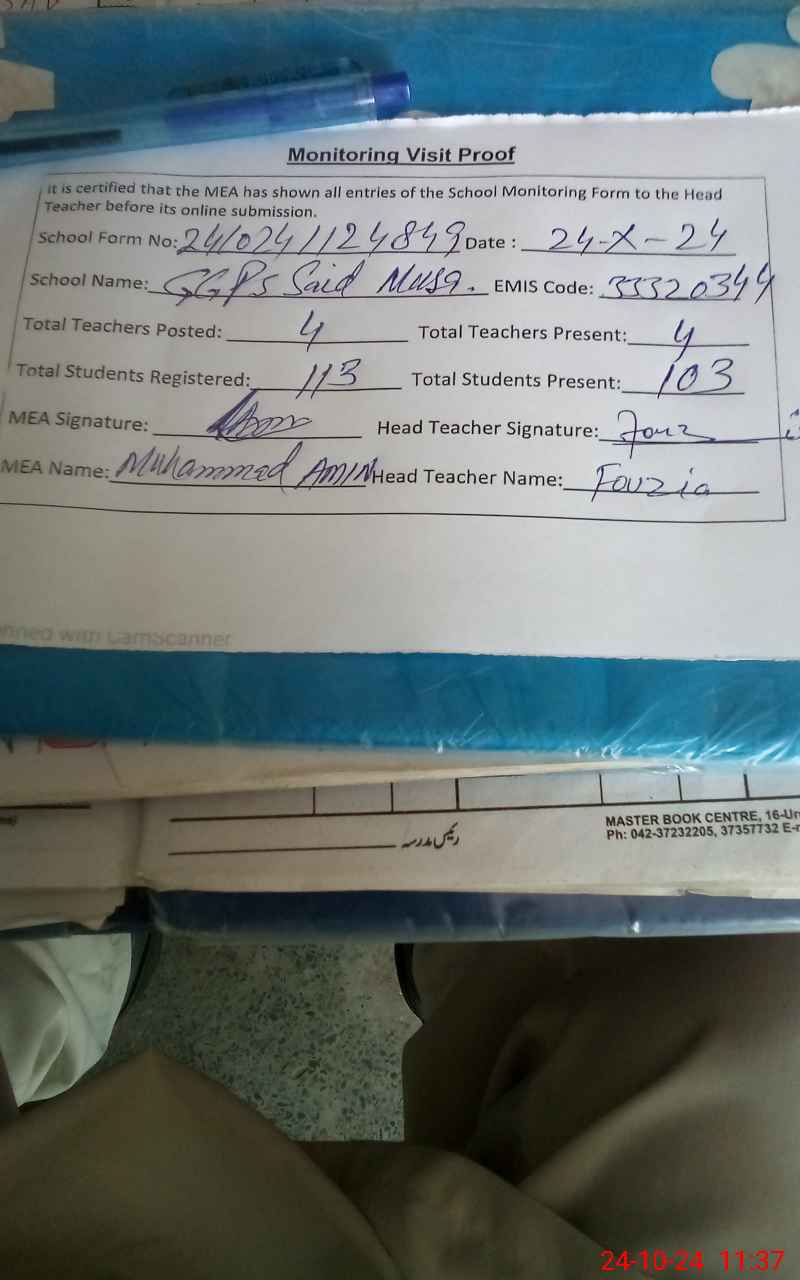 Monitoring Visit Proof
It is certified that the MEA has shown all entries of the School Monitoring Form to the Head
Teacher before its online submission.
School Form No: 2410241124849 Date : 24-X-24
School Name: GGPS Said Musa. EMIS Code: 33320344
Total Teachers Posted: 4 Total Teachers Present: 4
Total Students Registered: 113 Total Students Present: 103
MEA Signature: Head Teacher Signature:
MEA Name: Muhammad AMIN Head Teacher Name: Fouzia
nned with CamScanner
MASTER BOOK CENTRE, 16-Ur
Ph: 042-37232205, 37357732 E-
رئیس مدرسہ
24-10-24 11:37